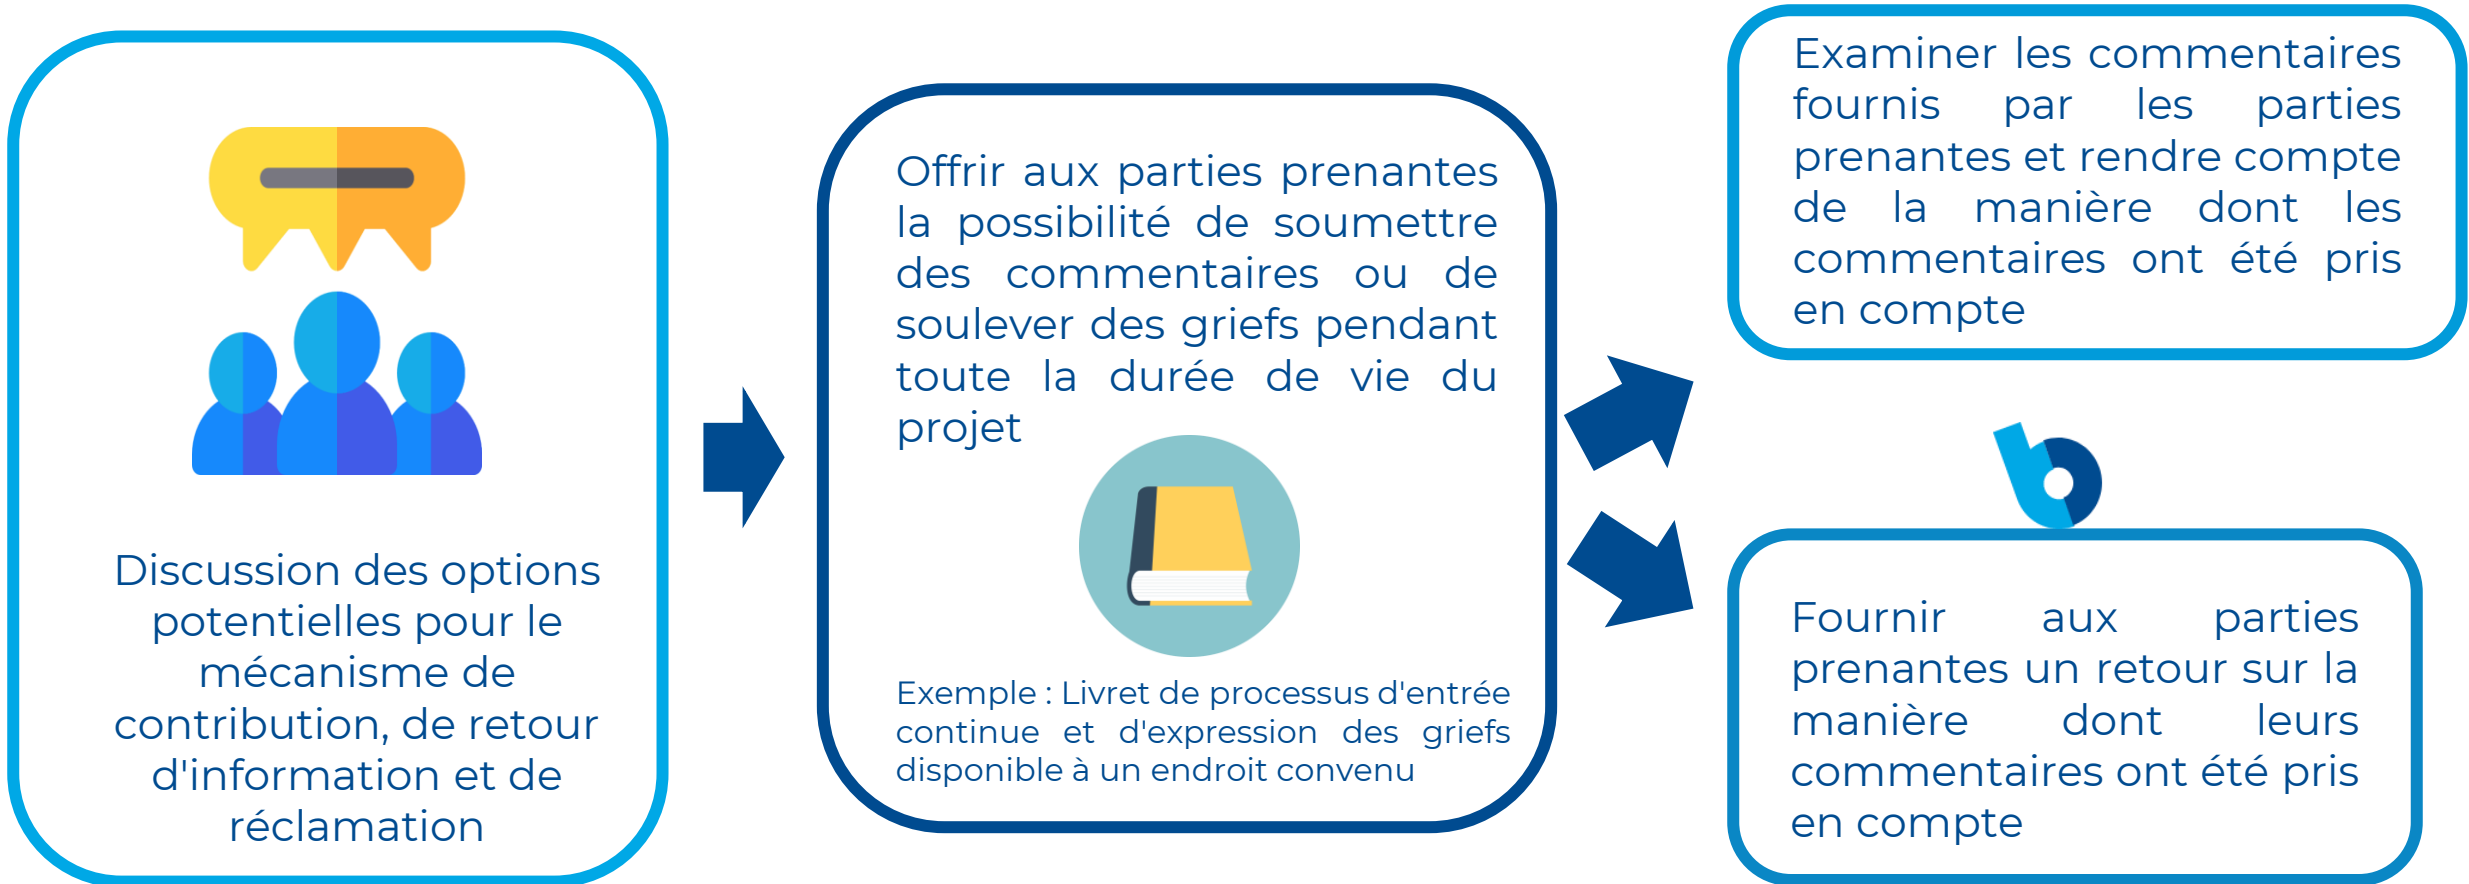 Discussion des options
potentielles pour le
mécanisme de
contribution, de retour
d'information et de
réclamation
Offrir aux parties prenantes
la possibilité de soumettre
des commentaires ou de
soulever des griefs pendant
toute la durée de vie du
projet
Exemple : Livret de processus d'entrée
continue et d'expression des griefs
disponible à un endroit convenu
Examiner les commentaires
fournis par les parties
prenantes et rendre compte
de la manière dont les
commentaires ont été pris
en compte
Fournir aux parties
prenantes un retour sur la
manière dont leurs
commentaires ont été pris
en compte